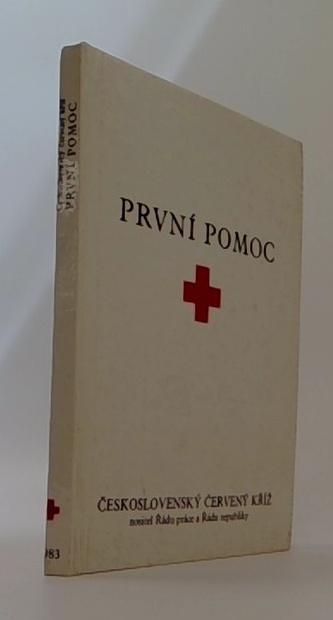 PRVNÍ POMOC
ČESKOSLOVENSKÝ ČERVENÝ KŘÍŽ
nositel Řádu práce a Řádu republiky
PRVNÍ POMOC
983